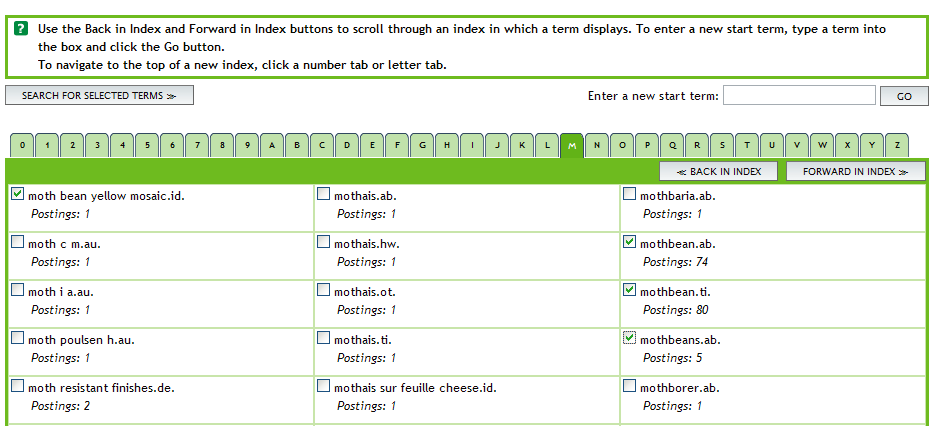 ? Use the Back in Index and Forward in Index buttons to scroll through an index in which a term displays. To enter a new start term, type a term into
the box and click the Go button.
To navigate to the top of a new index, click a number tab or letter tab.
SEARCH FOR SELECTED TERMS ≫ Enter a new start term: GO
0 1 2 3 4 5 6 7 8 9 A B C D E F G H I J K L M N O P Q R S T U V W X Y Z
≪ BACK IN INDEX FORWARD IN INDEX ≫
moth bean yellow mosaic.id. mothais.ab. mothbaria.ab.
Postings: 1 Postings: 1 Postings: 1
moth c m.au. mothais.hw. mothbean.ab.
Postings: 1 Postings: 1 Postings: 74
moth i a.au. mothais.ot. mothbean.ti.
Postings: 1 Postings: 1 Postings: 80
moth poulsen h.au. mothais.ti. mothbeans.ab.
Postings: 1 Postings: 1 Postings: 5
moth resistant finishes.de. mothais sur feuille cheese.id. mothborer.ab.
Postings: 2 Postings: 1 Postings: 1